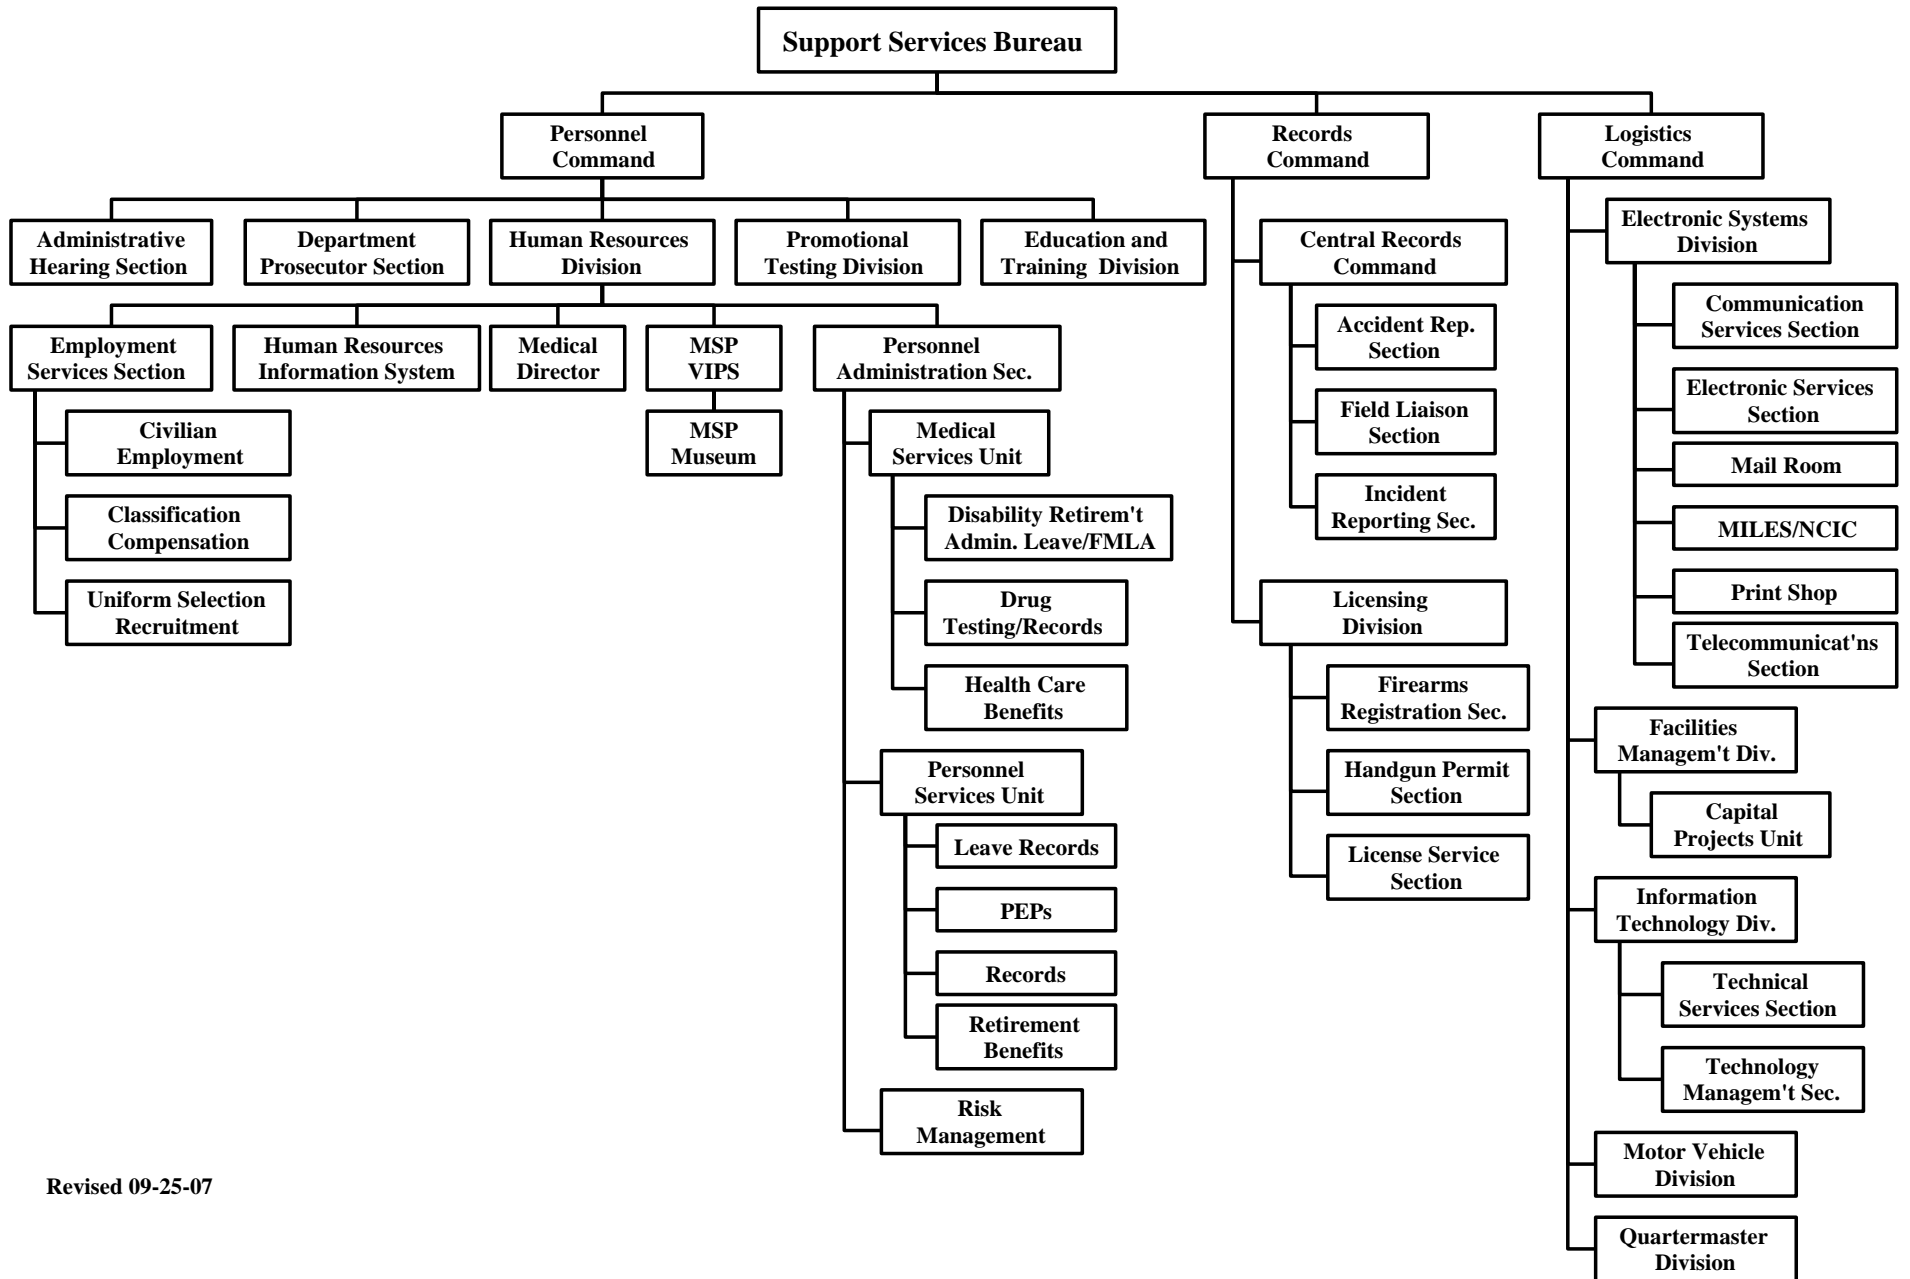 Support Services Bureau
Personnel
Command
Records
Command
Logistics
Command
Administrative
Hearing Section
Department
Prosecutor Section
Human Resources
Division
Promotional
Testing Division
Education and
Training Division
Employment
Services Section
Human Resources
Information System
Medical
Director
MSP
VIPS
Personnel
Administration Sec.
Civilian
Employment
Classification
Compensation
Uniform Selection
Recruitment
MSP
Museum
Medical
Services Unit
Disability Retirem't
Admin. Leave/FMLA
Drug
Testing/Records
Health Care
Benefits
Personnel
Services Unit
Leave Records
PEPs
Records
Retirement
Benefits
Risk
Management
Central Records
Command
Accident Rep.
Section
Field Liaison
Section
Incident
Reporting Sec.
Licensing
Division
Firearms
Registration Sec.
Handgun Permit
Section
License Service
Section
Electronic Systems
Division
Communication
Services Section
Electronic Services
Section
Mail Room
MILES/NCIC
Print Shop
Telecommunicat'ns
Section
Facilities
Managem't Div.
Capital
Projects Unit
Information
Technology Div.
Technical
Services Section
Technology
Managem't Sec.
Motor Vehicle
Division
Quartermaster
Division
Revised 09-25-07